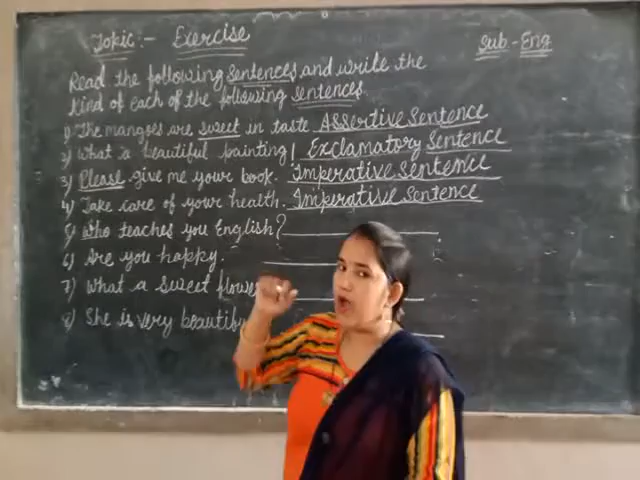 Topic:- Exercise
Sub - Eng
Read the following sentences and write the
kind of each of the following sentences.
1) The mangoes are sweet in taste Assertive Sentence
2) What a beautiful painting! Exclamatory Sentence
3) Please give me your book. Imperative Sentence
4) Take care of your health. Imperative Sentence
5) Who teaches you English?
6) Are you happy.
7) What a sweet flower
8) She is very beautiful